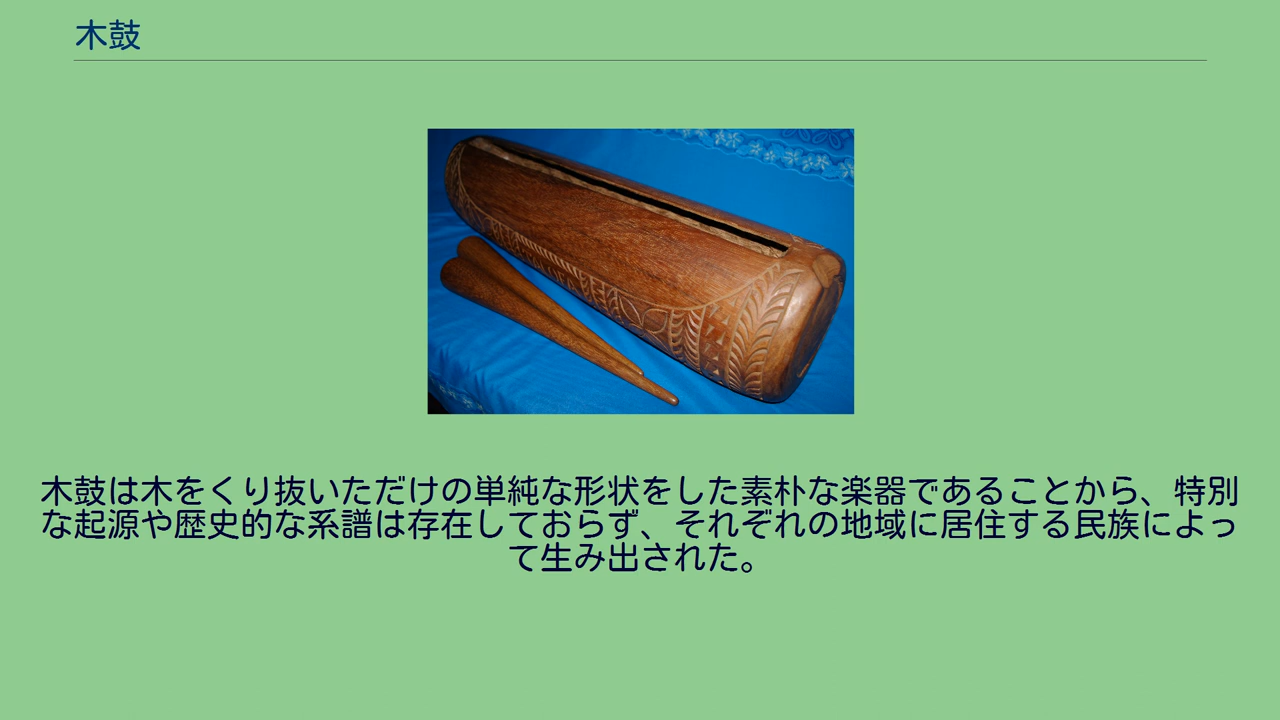 木鼓
木鼓は木をくり抜いただけの単純な形状をした素朴な楽器であることから、特別
な起源や歴史的な系譜は存在しておらず、それぞれの地域に居住する民族によっ
て生み出された。